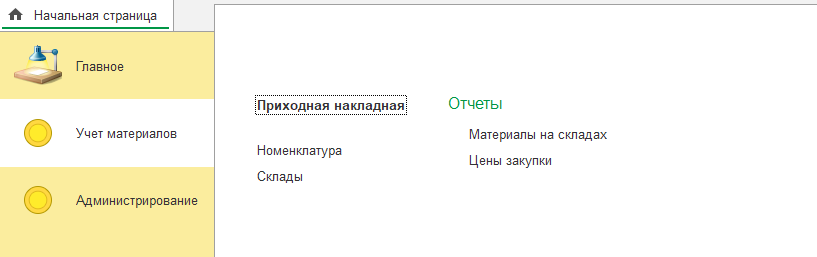 Начальная страница
Главное
Учет материалов
Администрирование
Приходная накладная
Номенклатура
Склады
Отчеты
Материалы на складах
Цены закупки